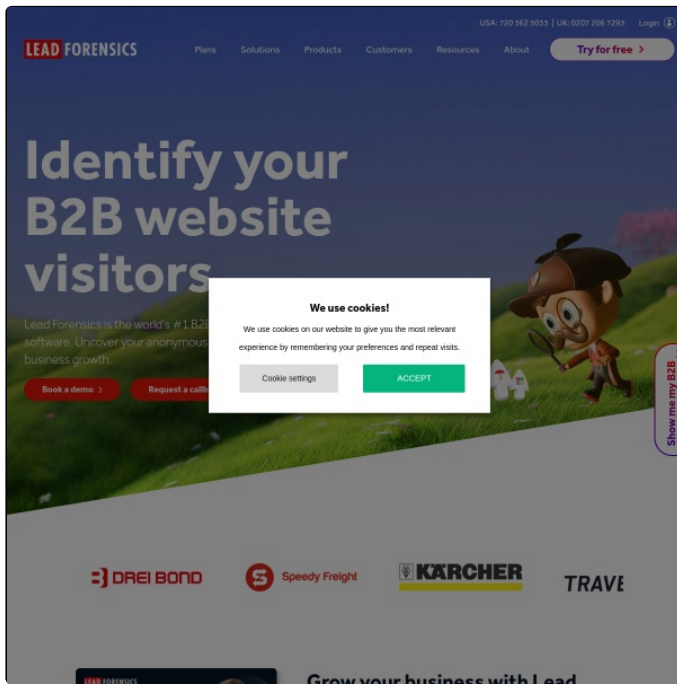 USA: 720 362 5033 | UK: 0207 206 7293 Login
LEAD FORENSICS Plans Solutions Products Customers Resources About Try for free >
Identify your
B2B website
visitors
Lead Forensics is the world's #1 B2B
software. Uncover your anonymous
business growth.
Book a demo > Request a callb
We use cookies!
We use cookies on our website to give you the most relevant
experience by remembering your preferences and repeat visits.
Cookie settings ACCEPT
Show me my B2B
DREI BOND Speedy Freight KÄRCHER TRAVE
LEAD FORENSICS
Grow your business with Lead